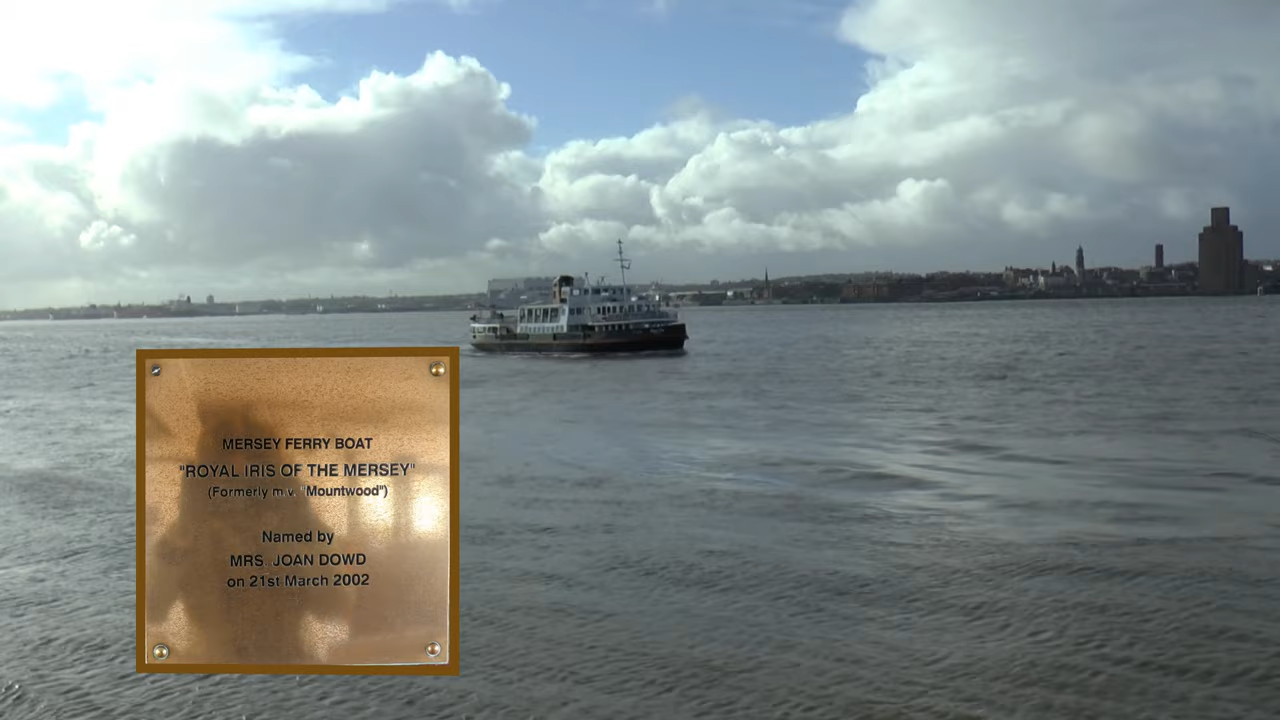 MERSEY FERRY BOAT
"ROYAL IRIS OF THE MERSEY"
(Formerly m.v. "Mountwood")
Named by
MRS. JOAN DOWD
on 21st March 2002